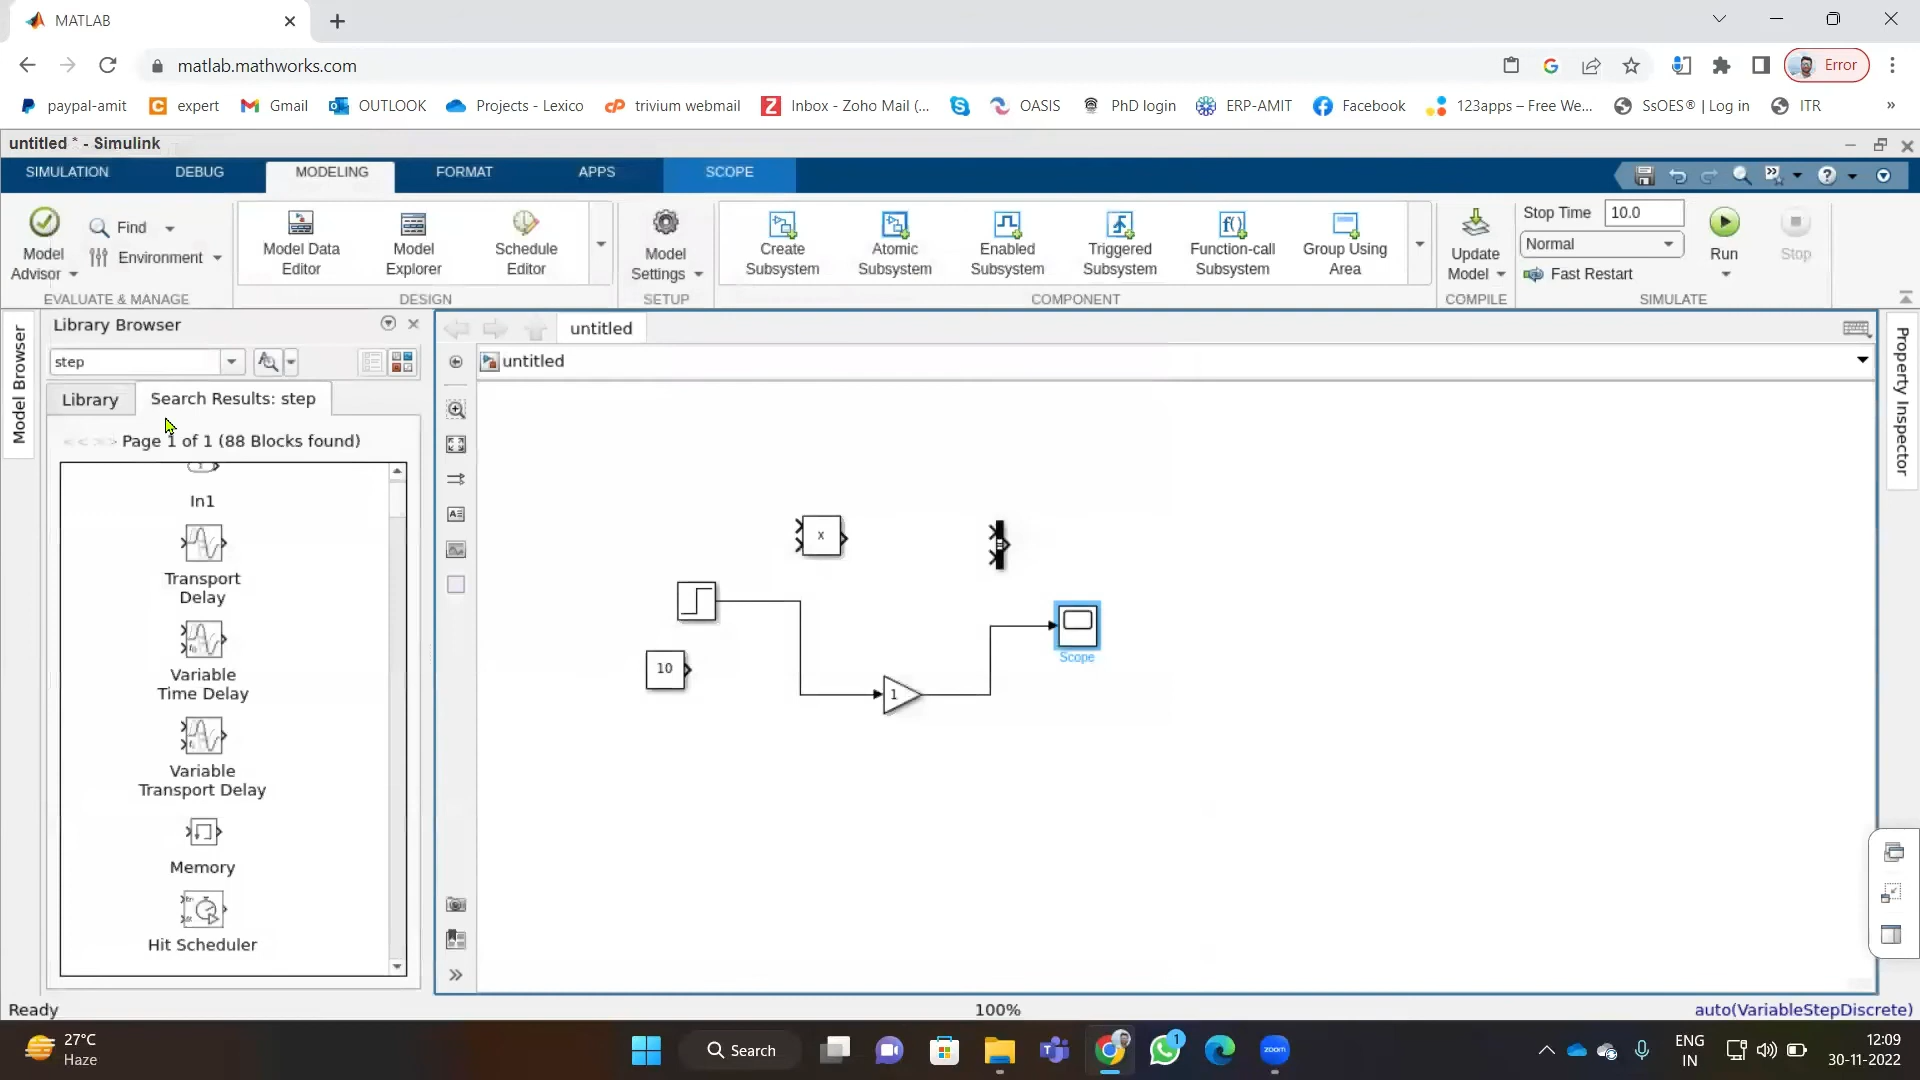 MATLAB
matlab.mathworks.com
Error
paypal-amit
expert
Gmail
OUTLOOK
Projects - Lexico
trivium webmail
Inbox - Zoho Mail (...
OASIS
PhD login
ERP-AMIT
Facebook
123apps – Free We...
SsOES® | Log in
ITR
»
untitled * - Simulink
SIMULATION
DEBUG
MODELING
FORMAT
APPS
SCOPE
Model
Advisor
Find
Environment
EVALUATE & MANAGE
Model Data
Editor
Model
Explorer
Schedule
Editor
DESIGN
Model
Settings
SETUP
Create
Subsystem
Atomic
Subsystem
Enabled
Subsystem
Triggered
Subsystem
Function-call
Subsystem
Group Using
Area
COMPONENT
Update
Model
COMPILE
Stop Time
10.0
Normal
Fast Restart
Run
Stop
SIMULATE
Model Browser
Library Browser
step
Library
Search Results: step
Page 1 of 1 (88 Blocks found)
In1
Transport
Delay
Variable
Time Delay
Variable
Transport Delay
Memory
Hit Scheduler
untitled
untitled
x
10
1
Scope
Property Inspector
Ready
100%
auto(VariableStepDiscrete)
27°C
Haze
Search
zoom
1
ENG
IN
12:09
30-11-2022